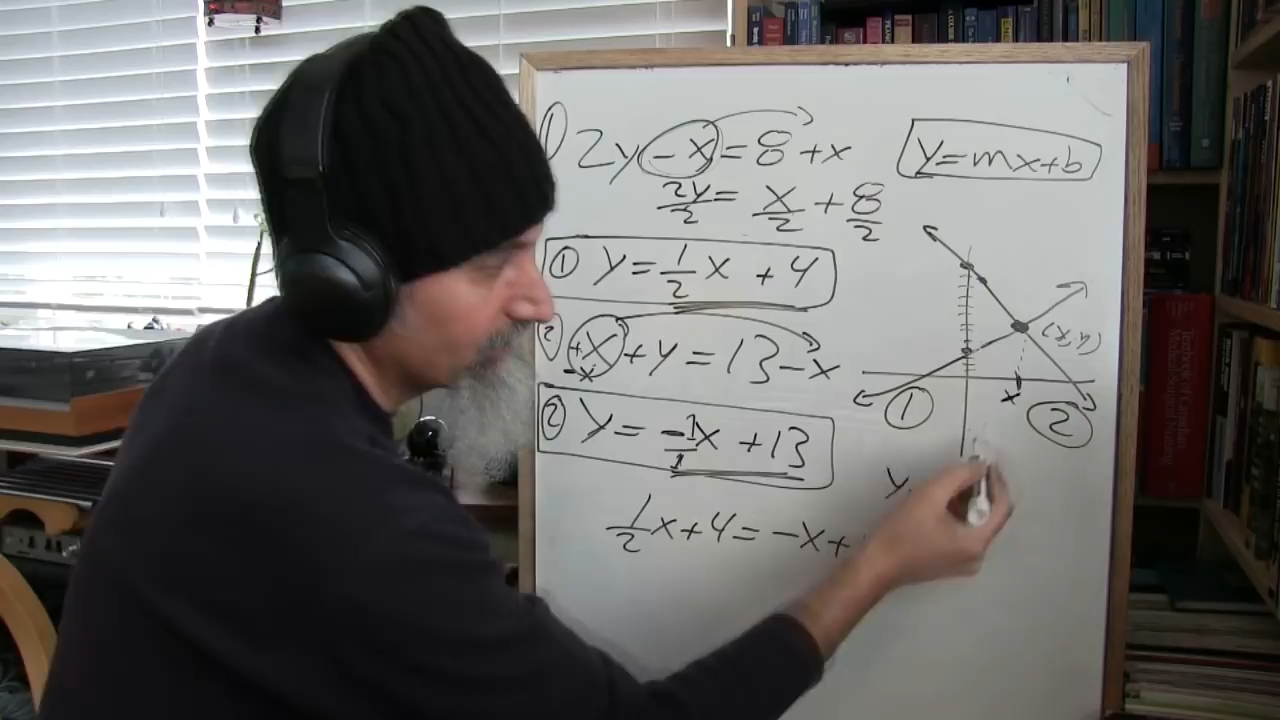 ① 2y -x = 8 +x
y=mx+b
2y/2 = x/2 + 8/2
① y = 1/2 x + 4
② +x + y = 13 - x
-x
② y = -1/1 x + 13
1/2 x + 4 = -x +
(x,y)
x
①
②
y